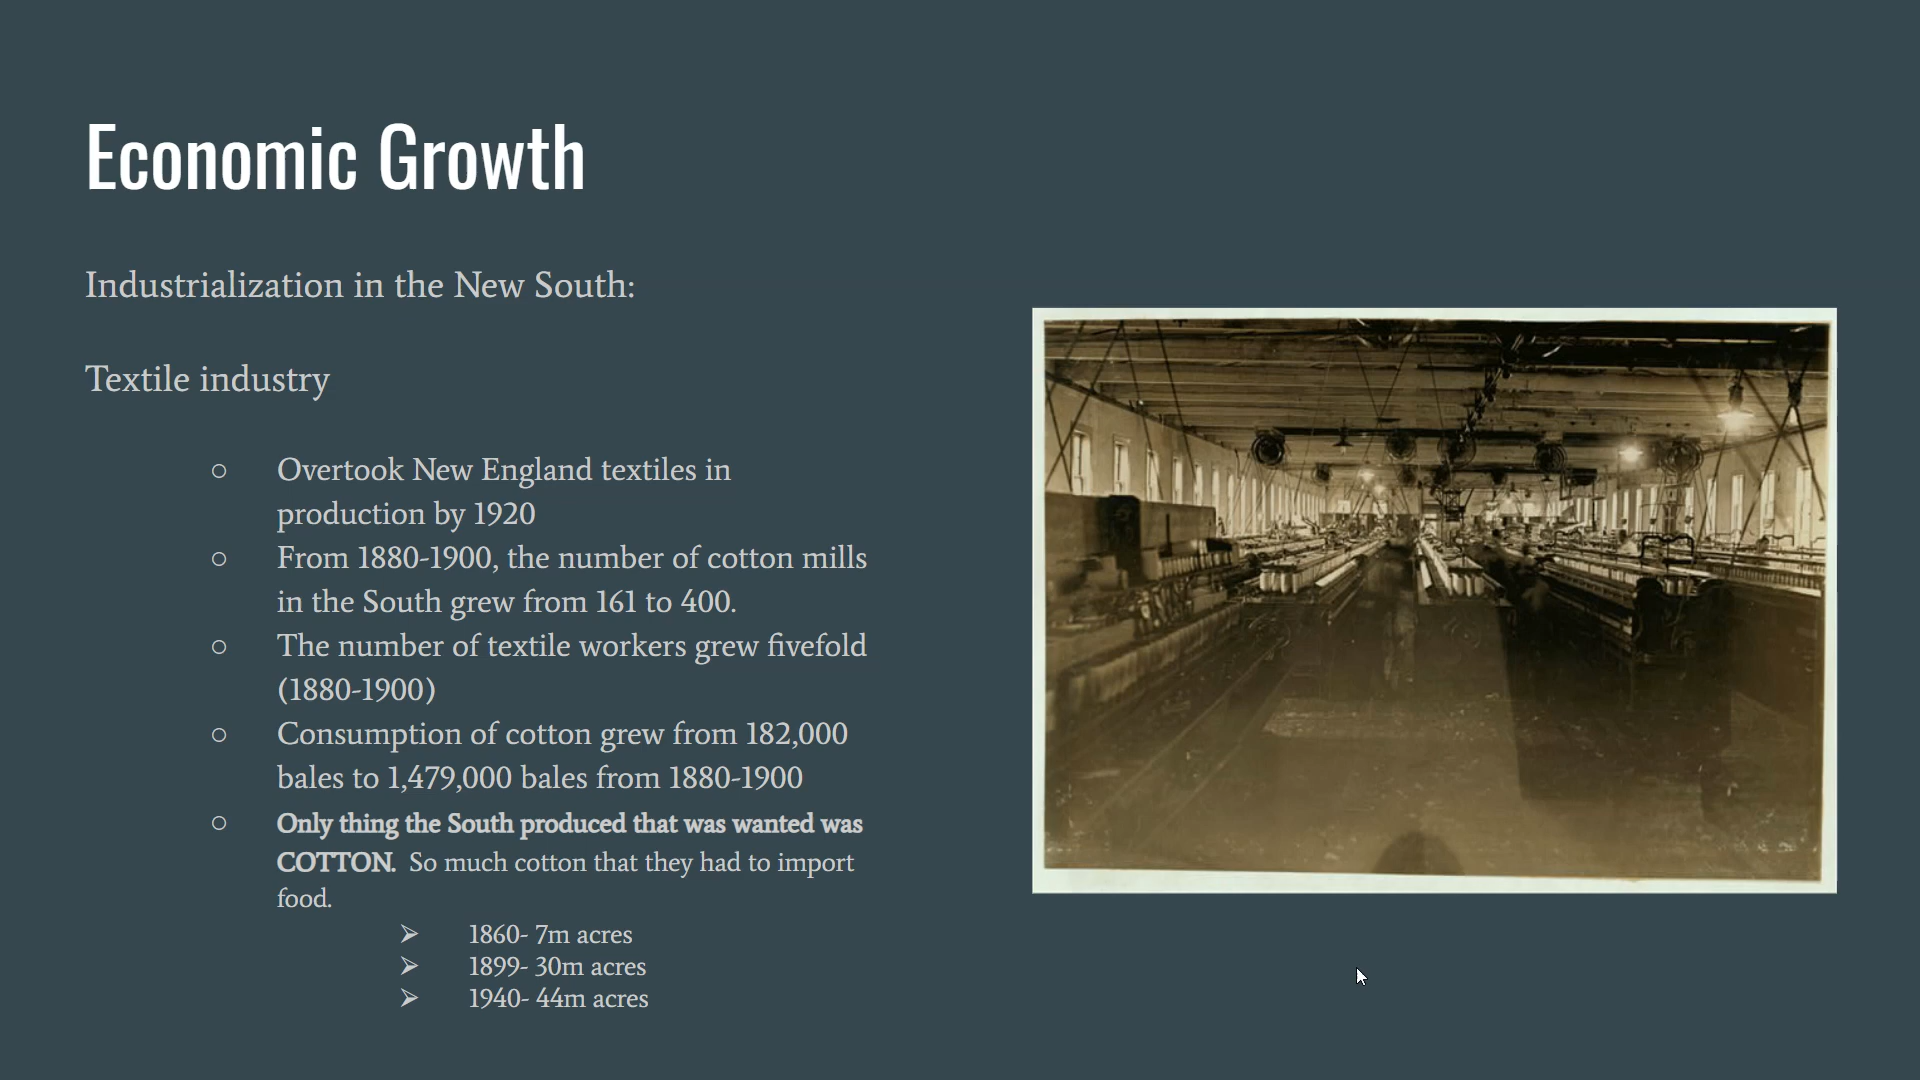 Economic Growth
Industrialization in the New South:
Textile industry
○ Overtook New England textiles in
production by 1920
○ From 1880-1900, the number of cotton mills
in the South grew from 161 to 400.
○ The number of textile workers grew fivefold
(1880-1900)
○ Consumption of cotton grew from 182,000
bales to 1,479,000 bales from 1880-1900
○ Only thing the South produced that was wanted was
COTTON. So much cotton that they had to import
food.
➢ 1860- 7m acres
➢ 1899- 30m acres
➢ 1940- 44m acres